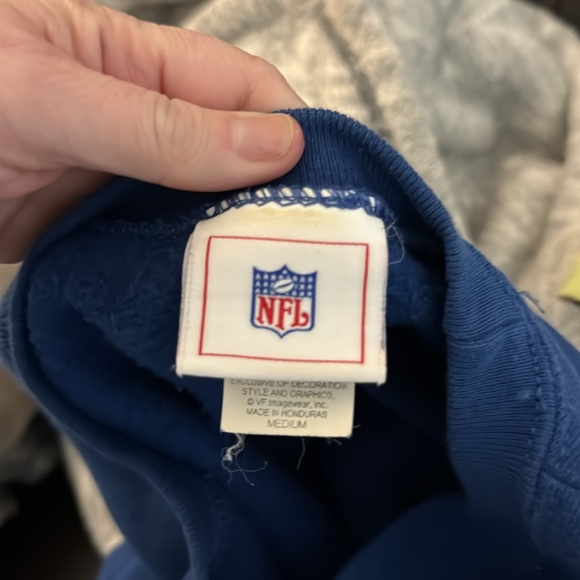 NFL
EXCLUSIVE OF DECORATION
STYLE AND GRAPHICS,
© VF Imagewear, Inc.
MADE IN HONDURAS
MEDIUM